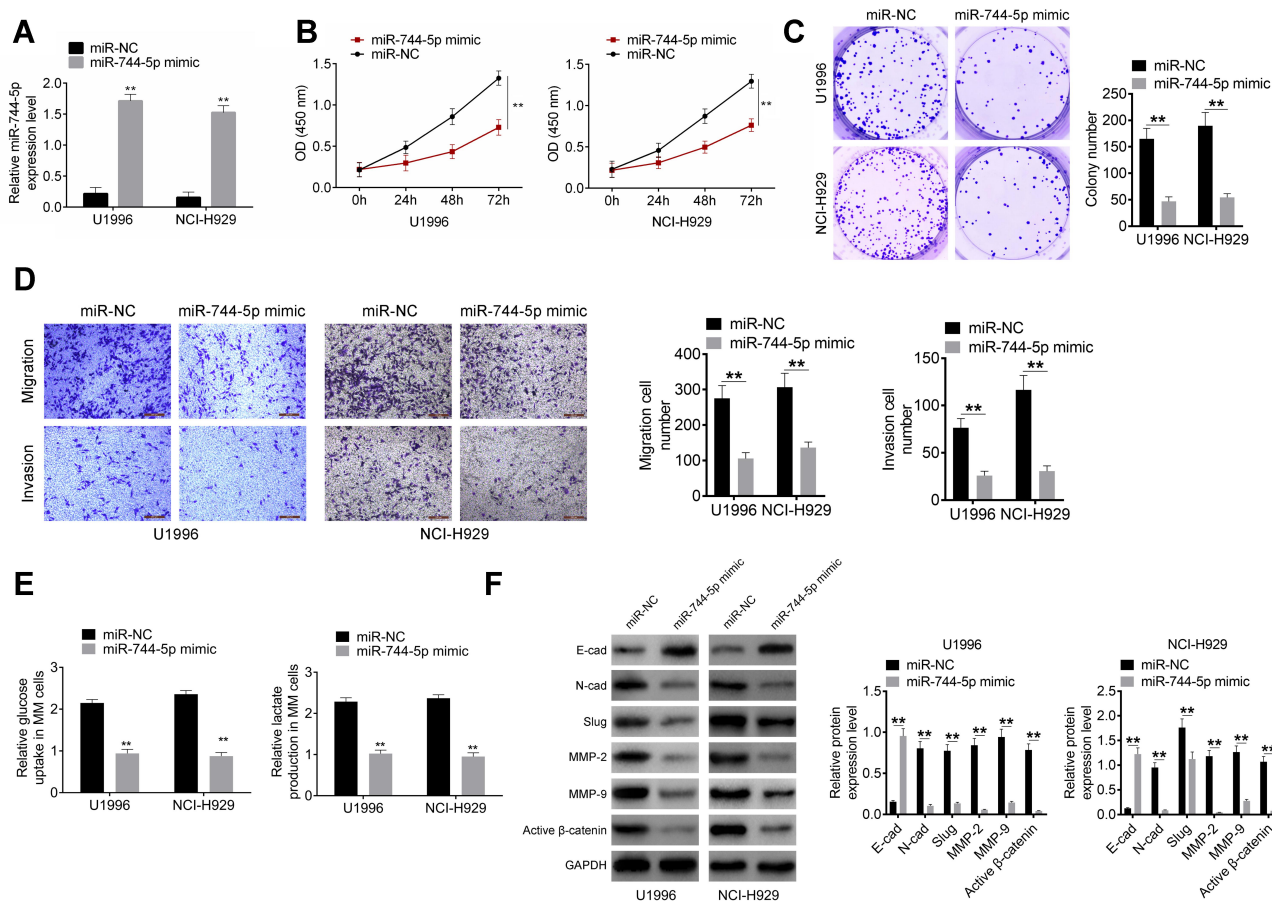 A
miR-NC
miR-744-5p mimic
Relative miR-744-5p
expression level
2.0
1.5
1.0
0.5
0.0
**
**
U1996
NCI-H929
B
miR-744-5p mimic
miR-NC
OD (450 nm)
1.5
1.0
0.5
0.0
**
0h 24h 48h 72h
U1996
miR-744-5p mimic
miR-NC
OD (450 nm)
1.5
1.0
0.5
0.0
**
0h 24h 48h 72h
NCI-H929
C
miR-NC
miR-744-5p mimic
U1996
NCI-H929
miR-NC
miR-744-5p mimic
Colony number
250
200
150
100
50
0
**
**
U1996 NCI-H929
D
miR-NC
miR-744-5p mimic
miR-NC
miR-744-5p mimic
Migration
Invasion
U1996
NCI-H929
miR-NC
miR-744-5p mimic
Migration cell
number
400
300
200
100
0
**
**
U1996 NCI-H929
miR-NC
miR-744-5p mimic
Invasion cell
number
150
100
50
0
**
**
U1996 NCI-H929
E
miR-NC
miR-744-5p mimic
Relative glucose
uptake in MM cells
3
2
1
0
**
**
U1996
NCI-H929
miR-NC
miR-744-5p mimic
Relative lactate
production in MM cells
3
2
1
0
**
**
U1996
NCI-H929
F
miR-NC
miR-744-5p mimic
miR-NC
miR-744-5p mimic
E-cad
N-cad
Slug
MMP-2
MMP-9
Active β-catenin
GAPDH
U1996
NCI-H929
U1996
miR-NC
miR-744-5p mimic
Relative protein
expression level
1.5
1.0
0.5
0.0
** ** ** ** ** **
E-cad
N-cad
Slug
MMP-2
MMP-9
Active β-catenin
NCI-H929
miR-NC
miR-744-5p mimic
Relative protein
expression level
2.5
2.0
1.5
1.0
0.5
0.0
** ** ** ** ** **
E-cad
N-cad
Slug
MMP-2
MMP-9
Active β-catenin